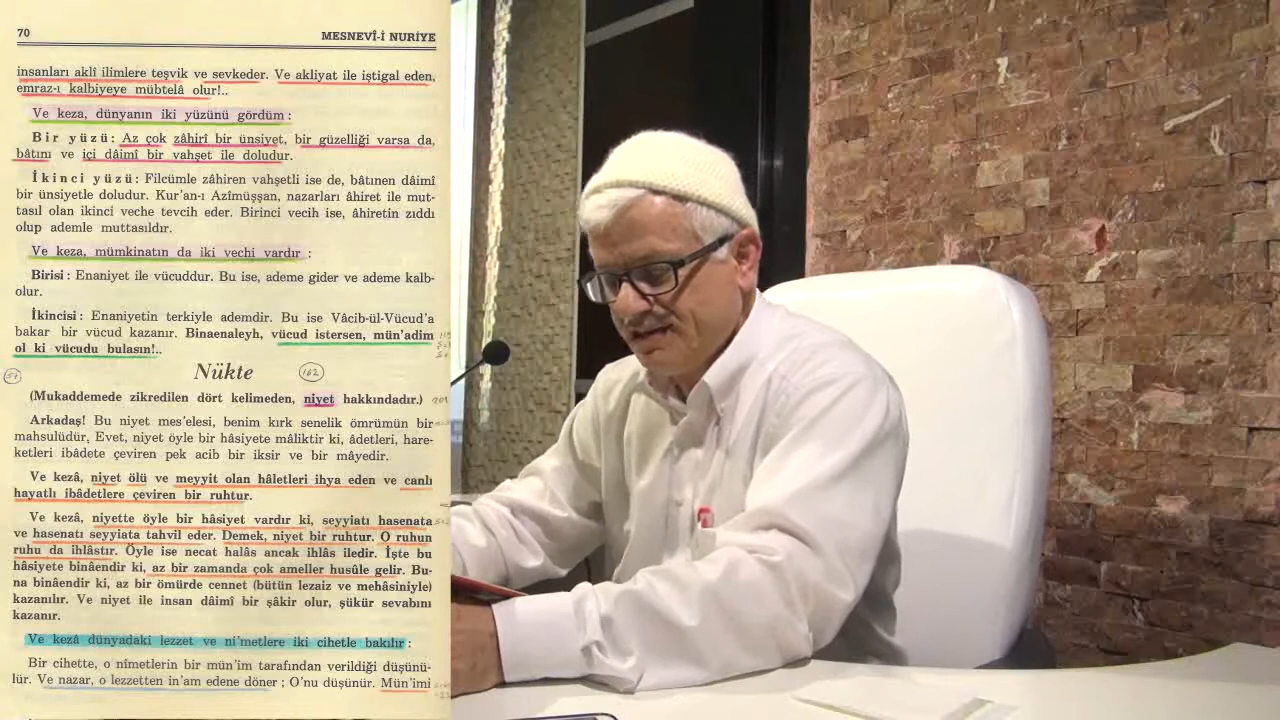 70
MESNEVÎ-İ NURİYE
insanları aklî ilimlere teşvik ve sevkeder. Ve akliyat ile iştigal eden,
emraz-ı kalbiyeye mübtelâ olur!..
Ve keza, dünyanın iki yüzünü gördüm :
Bir yüzü : Az çok zâhirî bir ünsiyet, bir güzelliği varsa da,
bâtını ve içi dâimî bir vahşet ile doludur.
İkinci yüzü : Filcümle zâhiren vahşetli ise de, bâtınen dâimî
bir ünsiyetle doludur. Kur'an-ı Azîmüşşan, nazarları âhiret ile mut-
tasıl olan ikinci veche tevcih eder. Birinci vecih ise, âhiretin zıddı
olup ademle muttasıldır.
Ve keza, mümkinatın da iki vechi vardır :
Birisi : Enaniyet ile vücuddur. Bu ise, ademe gider ve ademe kalb-
olur.
İkincisi : Enaniyetin terkiyle ademdir. Bu ise Vâcib-ül-Vücud'a
bakar bir vücud kazanır. Binaenaleyh, vücud istersen, mün'adim
ol ki vücudu bulasın!..
Nükte 162
57
(Mukaddemede zikredilen dört kelimeden, niyet hakkındadır.)
Arkadaş! Bu niyet mes'elesi, benim kırk senelik ömrümün bir
mahsulüdür, Evet, niyet öyle bir hâsiyete mâliktir ki, âdetleri, hare-
ketleri ibâdete çeviren pek acib bir iksir ve bir mâyedir.
Ve kezâ, niyet ölü ve meyyit olan hâletleri ihya eden ve canlı
hayatlı ibâdetlere çeviren bir ruhtur.
Ve kezâ, niyette öyle bir hâsiyet vardır ki, seyyiatı hasenata
ve hasenatı seyyiata tahvil eder. Demek, niyet bir ruhtur. O ruhun
ruhu da ihlâstır. Öyle ise necat halâs ancak ihlâs iledir. İşte bu
hâsiyete binâendir ki, az bir zamanda çok ameller husûle gelir. Bu-
na binâendir ki, az bir ömürde cennet (bütün lezaiz ve mehâsiniyle)
kazanılır. Ve niyet ile insan dâimî bir şâkir olur, şükür sevabını
kazanır.
Ve kezâ dünyadaki lezzet ve ni'metlere iki cihetle bakılır :
Bir cihette, o nîmetlerin bir mün'im tarafından verildiği düşünü-
lür. Ve nazar, o lezzetten in'am edene döner ; O'nu düşünür. Mün'imi